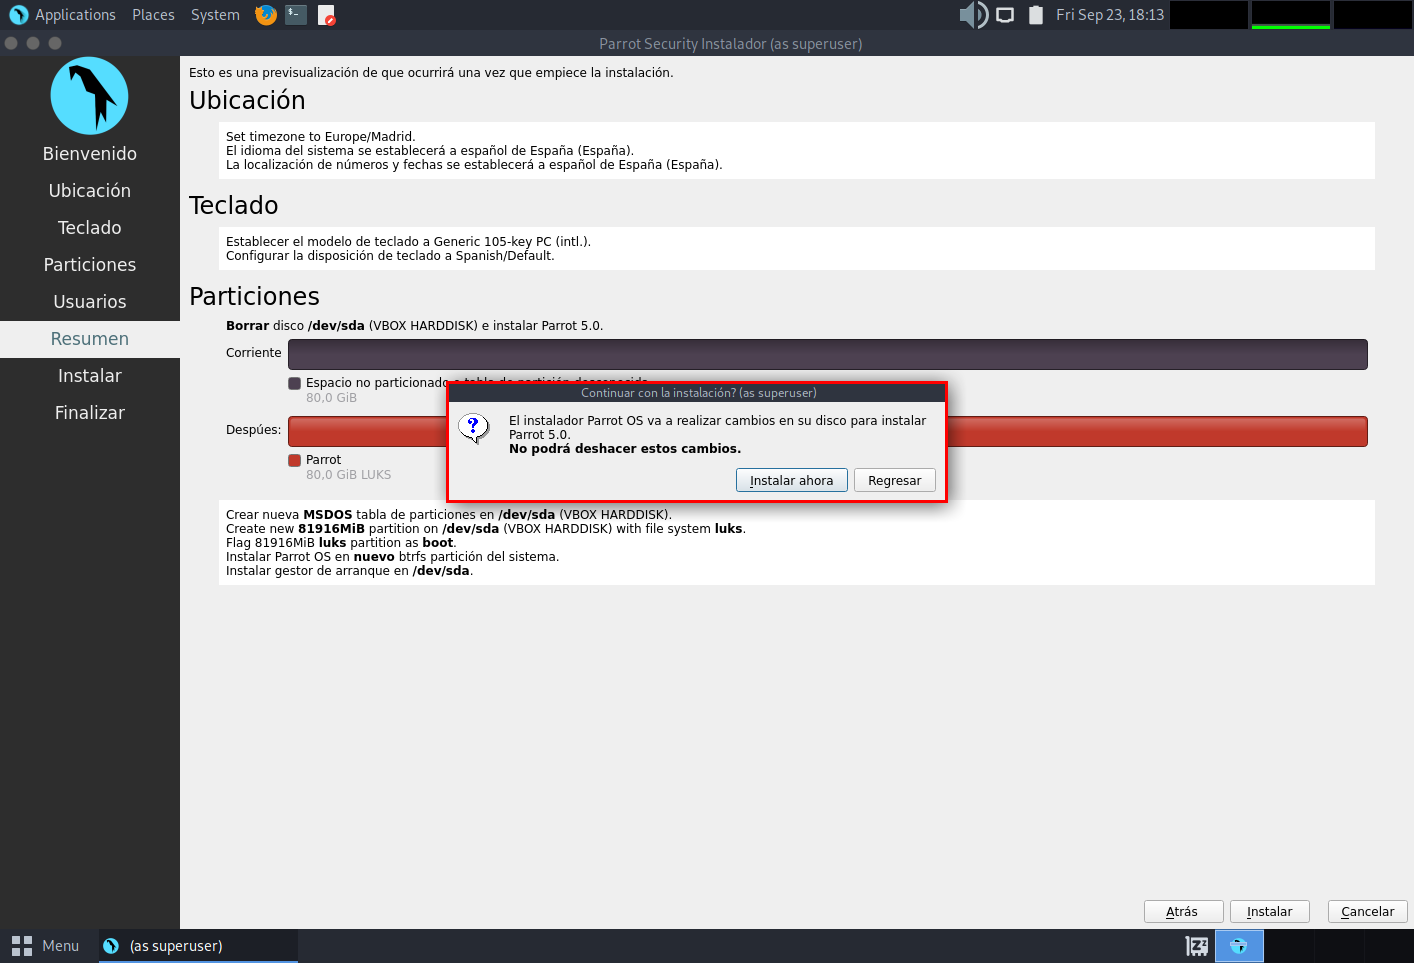 Applications Places System Fri Sep 23, 18:13
Parrot Security Instalador (as superuser)
Bienvenido
Ubicación
Teclado
Particiones
Usuarios
Resumen
Instalar
Finalizar
Esto es una previsualización de que ocurrirá una vez que empiece la instalación.
Ubicación
Set timezone to Europe/Madrid.
El idioma del sistema se establecerá a español de España (España).
La localización de números y fechas se establecerá a español de España (España).
Teclado
Establecer el modelo de teclado a Generic 105-key PC (intl.).
Configurar la disposición de teclado a Spanish/Default.
Particiones
Borrar disco /dev/sda (VBOX HARDDISK) e instalar Parrot 5.0.
Corriente
Espacio no particionado o tabla de partición desconocida
80,0 GiB
Despúes:
Parrot
80,0 GiB LUKS
Continuar con la instalación? (as superuser)
El instalador Parrot OS va a realizar cambios en su disco para instalar
Parrot 5.0.
No podrá deshacer estos cambios.
Instalar ahora Regresar
Crear nueva MSDOS tabla de particiones en /dev/sda (VBOX HARDDISK).
Create new 81916MiB partition on /dev/sda (VBOX HARDDISK) with file system luks.
Flag 81916MiB luks partition as boot.
Instalar Parrot OS en nuevo btrfs partición del sistema.
Instalar gestor de arranque en /dev/sda.
Atrás Instalar Cancelar
Menu (as superuser)